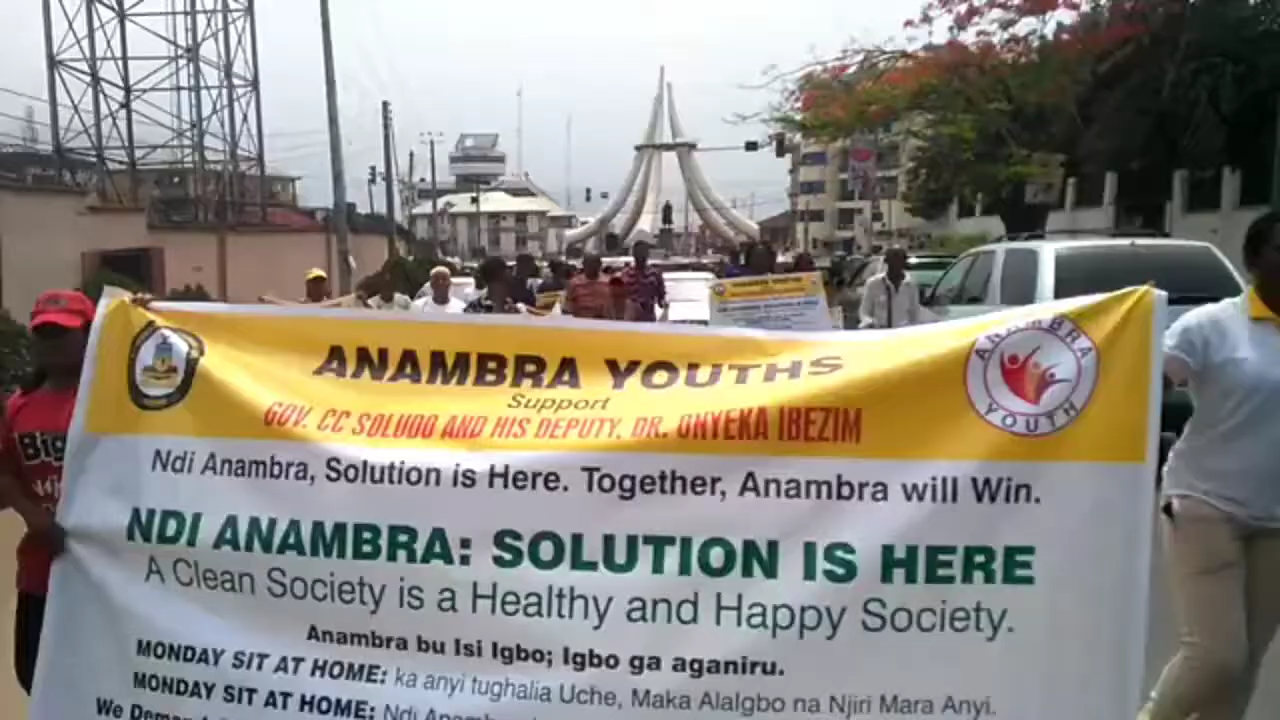 ANAMBRA YOUTHS
Support
GOV. CC SOLUDO AND HIS DEPUTY, DR. ONYEKA IBEZIM
ANAMBRA
YOUTH
Ndi Anambra, Solution is Here. Together, Anambra will Win.
NDI ANAMBRA: SOLUTION IS HERE
A Clean Society is a Healthy and Happy Society.
Anambra bu Isi Igbo; Igbo ga aganiru.
MONDAY SIT AT HOME: ka anyi tughalia Uche, Maka Alalgbo na Njiri Mara Anyi.
MONDAY SIT AT HOME: Ndi
We
Big